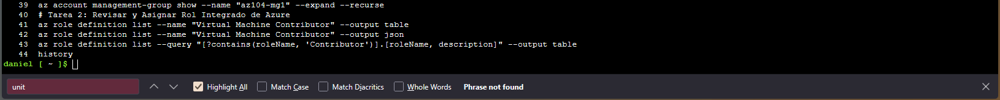 39 az account management-group show --name "az104-mg1" --expand --recurse
40 # Tarea 2: Revisar y Asignar Rol Integrado de Azure
41 az role definition list --name "Virtual Machine Contributor" --output table
42 az role definition list --name "Virtual Machine Contributor" --output json
43 az role definition list --query "[?contains(roleName, 'Contributor')].[roleName, description]" --output table
44 history
daniel [ ~ ]$
unit Highlight All Match Case Match Diacritics Whole Words Phrase not found